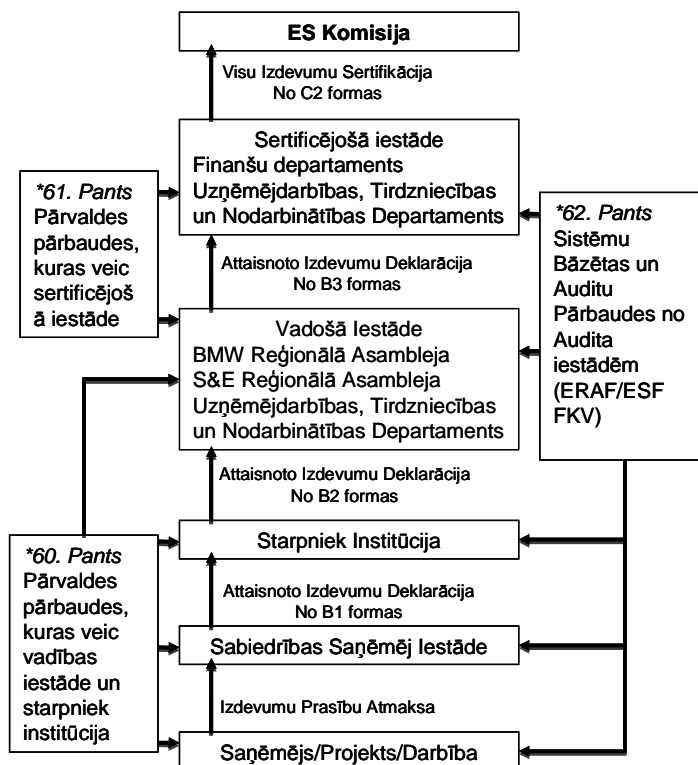 ES Komisija
Visu Izdevumu Sertifikācija
No C2 formas
Sertificējošā iestāde
Finanšu departaments
Uzņēmējdarbības, Tirdzniecības
un Nodarbinātības Departaments
*61. Pants
Pārvaldes
pārbaudes,
kuras veic
sertificējoš
ā iestāde
*62. Pants
Sistēmu
Bāzētas un
Auditu
Pārbaudes no
Audita
iestādēm
(ERAF/ESF
FKV)
Attaisnoto Izdevumu Deklarācija
No B3 formas
Vadošā Iestāde
BMW Reģionālā Asambleja
S&E Reģionālā Asambleja
Uzņēmējdarbības, Tirdzniecības
un Nodarbinātības Departaments
Attaisnoto Izdevumu Deklarācija
No B2 formas
Starpniek Institūcija
*60. Pants
Pārvaldes
pārbaudes,
kuras veic
vadības
iestāde un
starpniek
institūcija
Attaisnoto Izdevumu Deklarācija
No B1 formas
Sabiedrības Saņēmēj Iestāde
Izdevumu Prasību Atmaksa
Saņēmējs/Projekts/Darbība